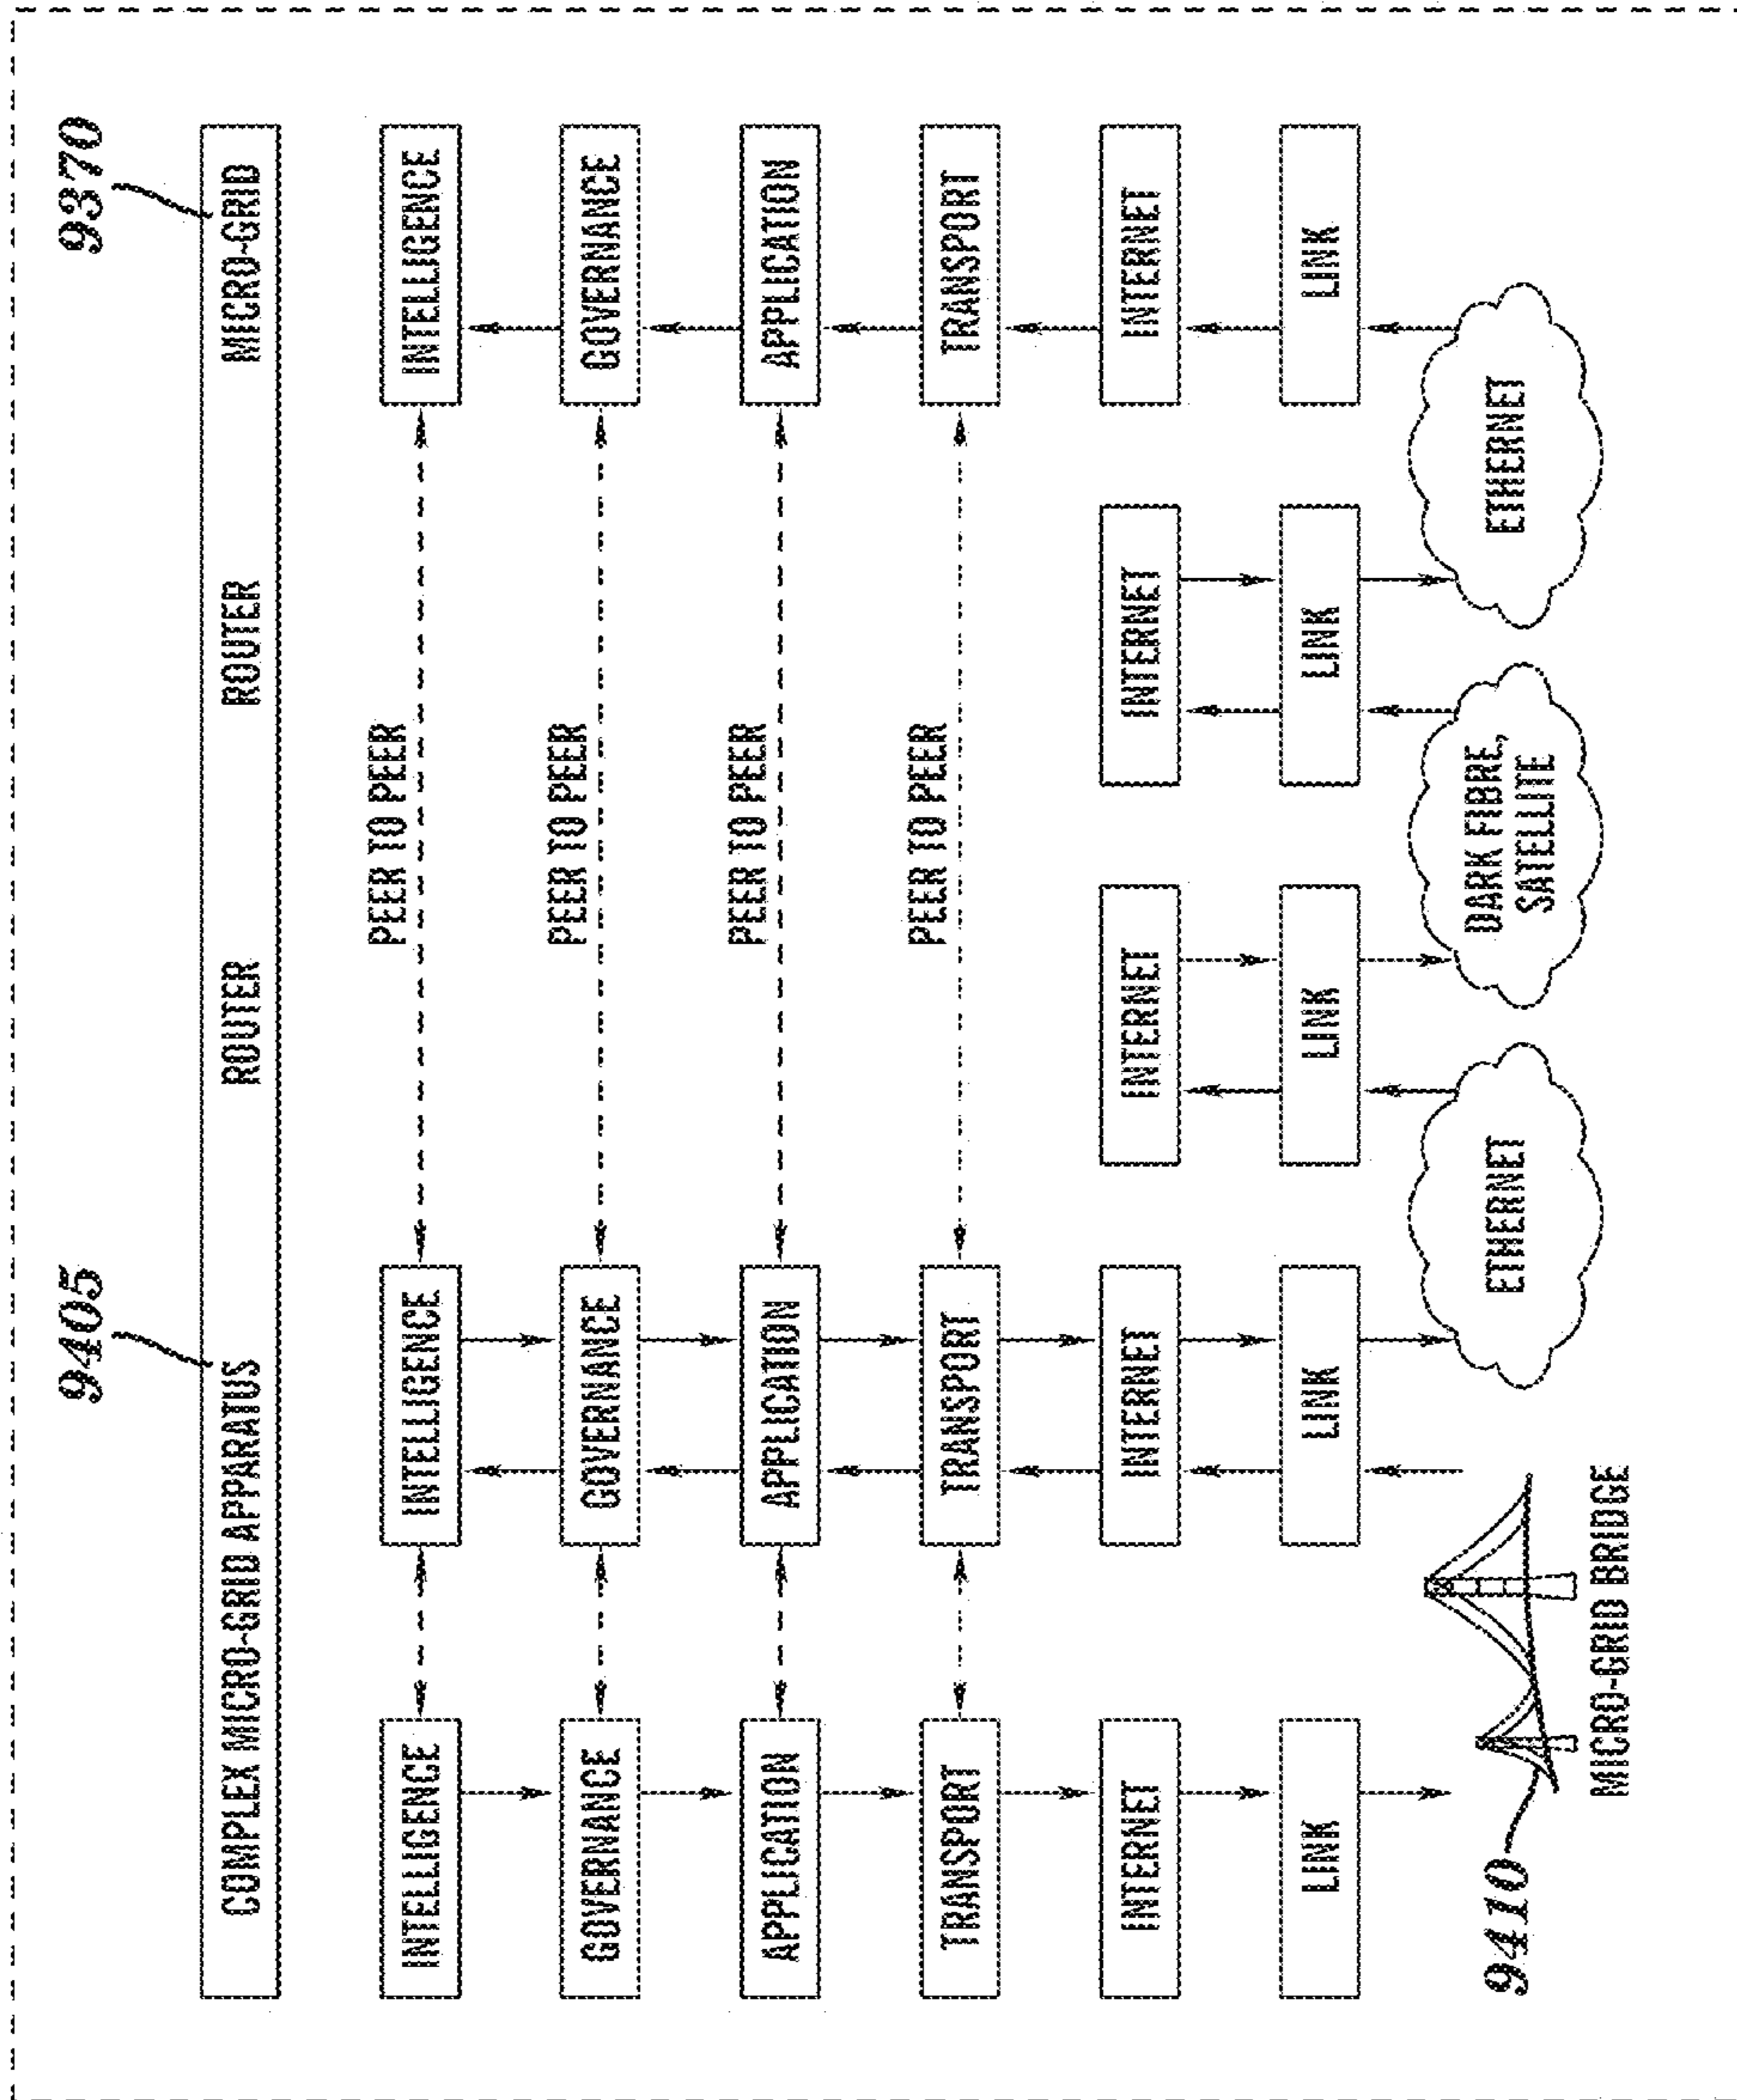 9405
9370
COMPLEX MICRO-GRID APPARATUS ROUTER ROUTER MICRO-GRID
INTELLIGENCE INTELLIGENCE PEER TO PEER INTELLIGENCE
GOVERNANCE GOVERNANCE PEER TO PEER GOVERNANCE
APPLICATION APPLICATION PEER TO PEER APPLICATION
TRANSPORT TRANSPORT PEER TO PEER TRANSPORT
INTERNET INTERNET INTERNET INTERNET INTERNET
LINK LINK LINK LINK LINK
9410
ETHERNET
DARK FIBRE,
SATELLITE
ETHERNET
MICRO-GRID BRIDGE